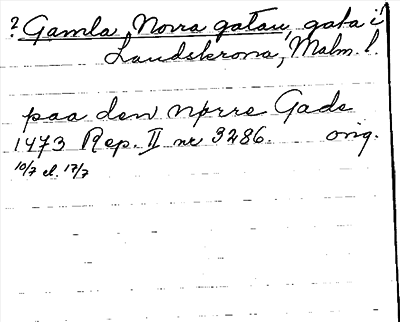 ? Gamla Norra gatan, gata i
Landskrona, Malm. l.
paa den nørre Gade
1473 Rep. II nr 3286. orig.
10/7 el. 17/7